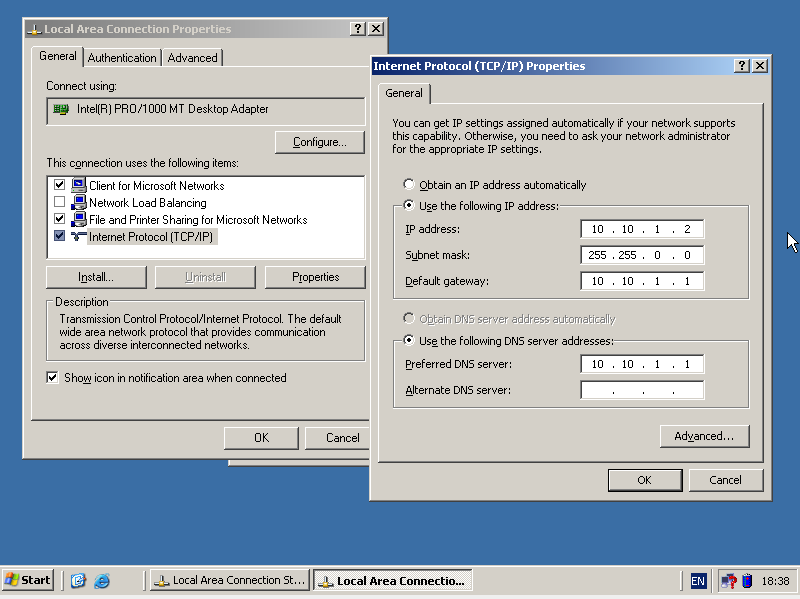 Local Area Connection Properties
General
Authentication
Advanced
Connect using:
Intel(R) PRO/1000 MT Desktop Adapter
Configure...
This connection uses the following items:
Client for Microsoft Networks
Network Load Balancing
File and Printer Sharing for Microsoft Networks
Internet Protocol (TCP/IP)
Install...
Uninstall
Properties
Description
Transmission Control Protocol/Internet Protocol. The default
wide area network protocol that provides communication
across diverse interconnected networks.
Show icon in notification area when connected
OK
Cancel
Internet Protocol (TCP/IP) Properties
General
You can get IP settings assigned automatically if your network supports
this capability. Otherwise, you need to ask your network administrator
for the appropriate IP settings.
Obtain an IP address automatically
Use the following IP address:
IP address: 10 . 10 . 1 . 2
Subnet mask: 255 . 255 . 0 . 0
Default gateway: 10 . 10 . 1 . 1
Obtain DNS server address automatically
Use the following DNS server addresses:
Preferred DNS server: 10 . 10 . 1 . 1
Alternate DNS server: . . .
Advanced...
OK
Cancel
Start
Local Area Connection St...
Local Area Connectio...
EN
18:38